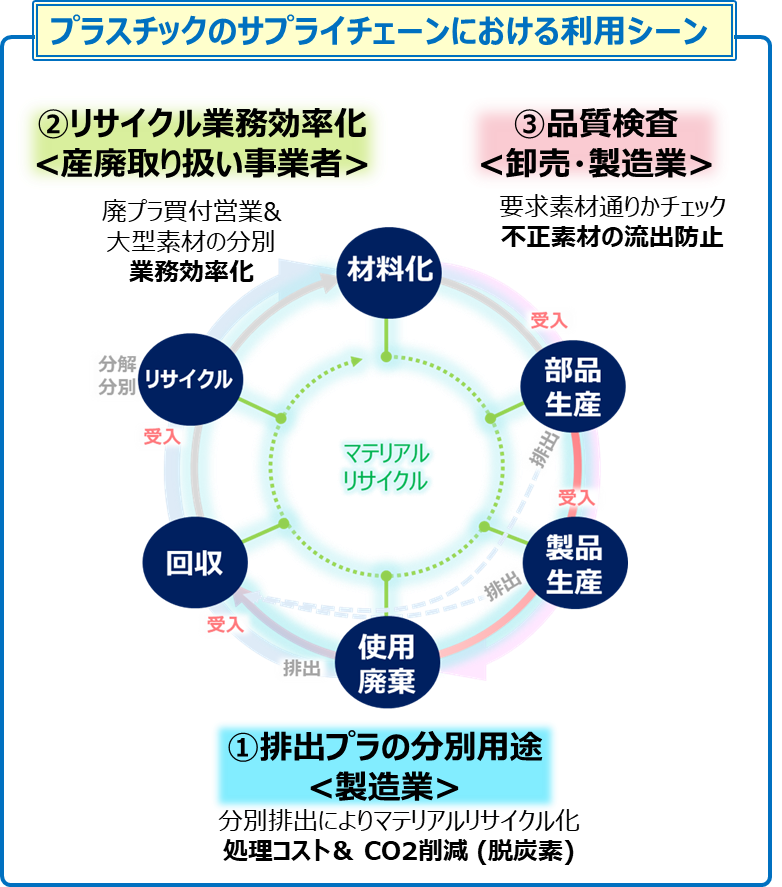 プラスチックのサプライチェーンにおける利用シーン
②リサイクル業務効率化
<産廃取り扱い事業者>
廃プラ買付営業&
大型素材の分別
業務効率化
③品質検査
<卸売・製造業>
要求素材通りかチェック
不正素材の流出防止
材料化
受入
分解
分別
リサイクル
部品
生産
受入
マテリアル
リサイクル
排出
受入
回収
製品
生産
排出
受入
使用
廃棄
排出
①排出プラの分別用途
<製造業>
分別排出によりマテリアルリサイクル化
処理コスト& CO2削減 (脱炭素)